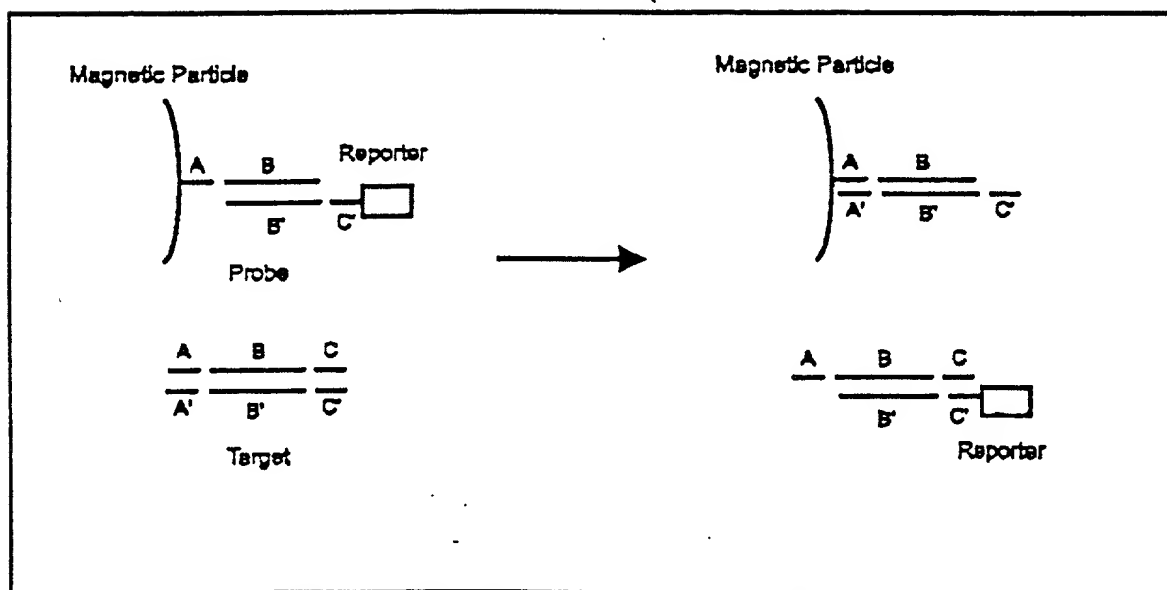 Magnetic Particle
Magnetic Particle
A B Reporter
B' C'
Probe
A B
A' B' C'
A B C
A' B' C'
Target
A B C
B' C'
Reporter